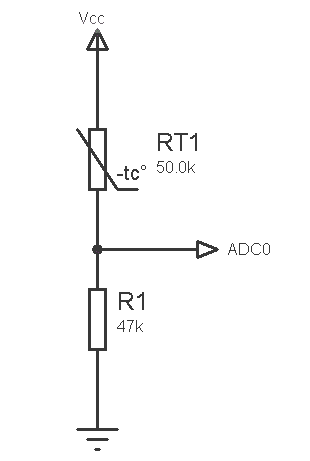 Vcc
RT1
-tc°
50.0k
ADC0
R1
47k